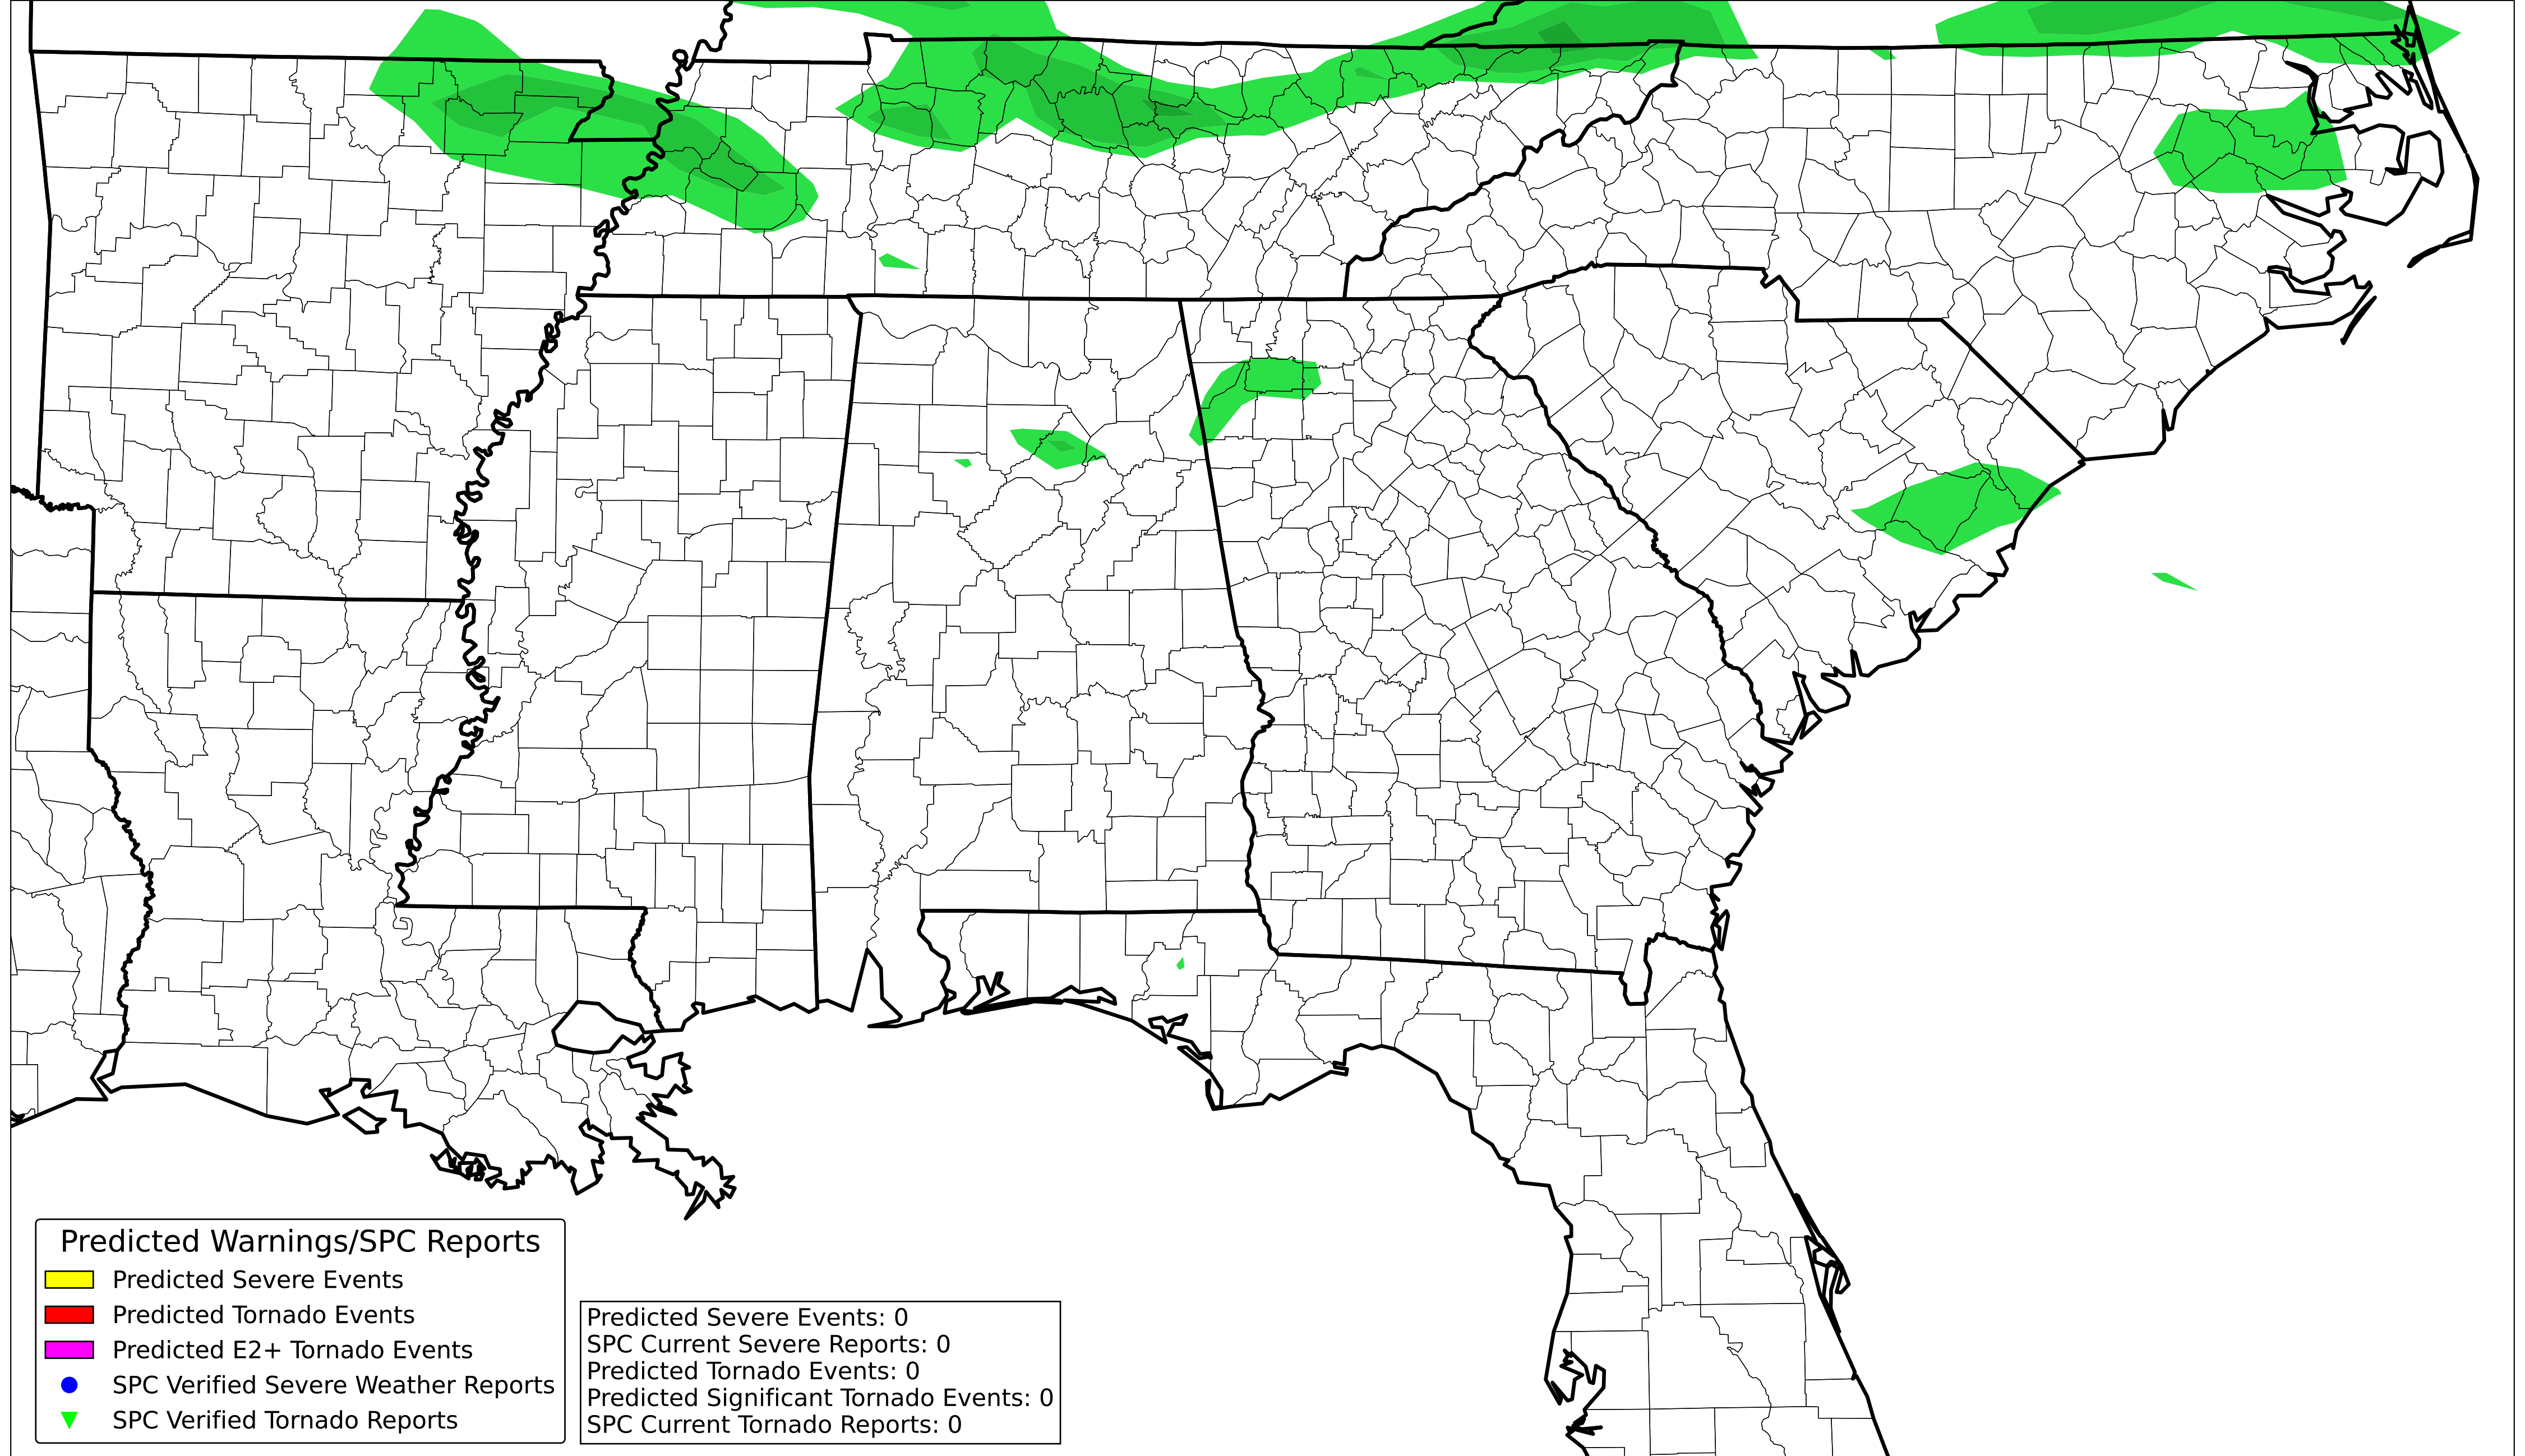 Predicted Warnings/SPC Reports
Predicted Severe Events
Predicted Tornado Events
Predicted E2+ Tornado Events
SPC Verified Severe Weather Reports
SPC Verified Tornado Reports
Predicted Severe Events: 0
SPC Current Severe Reports: 0
Predicted Tornado Events: 0
Predicted Significant Tornado Events: 0
SPC Current Tornado Reports: 0